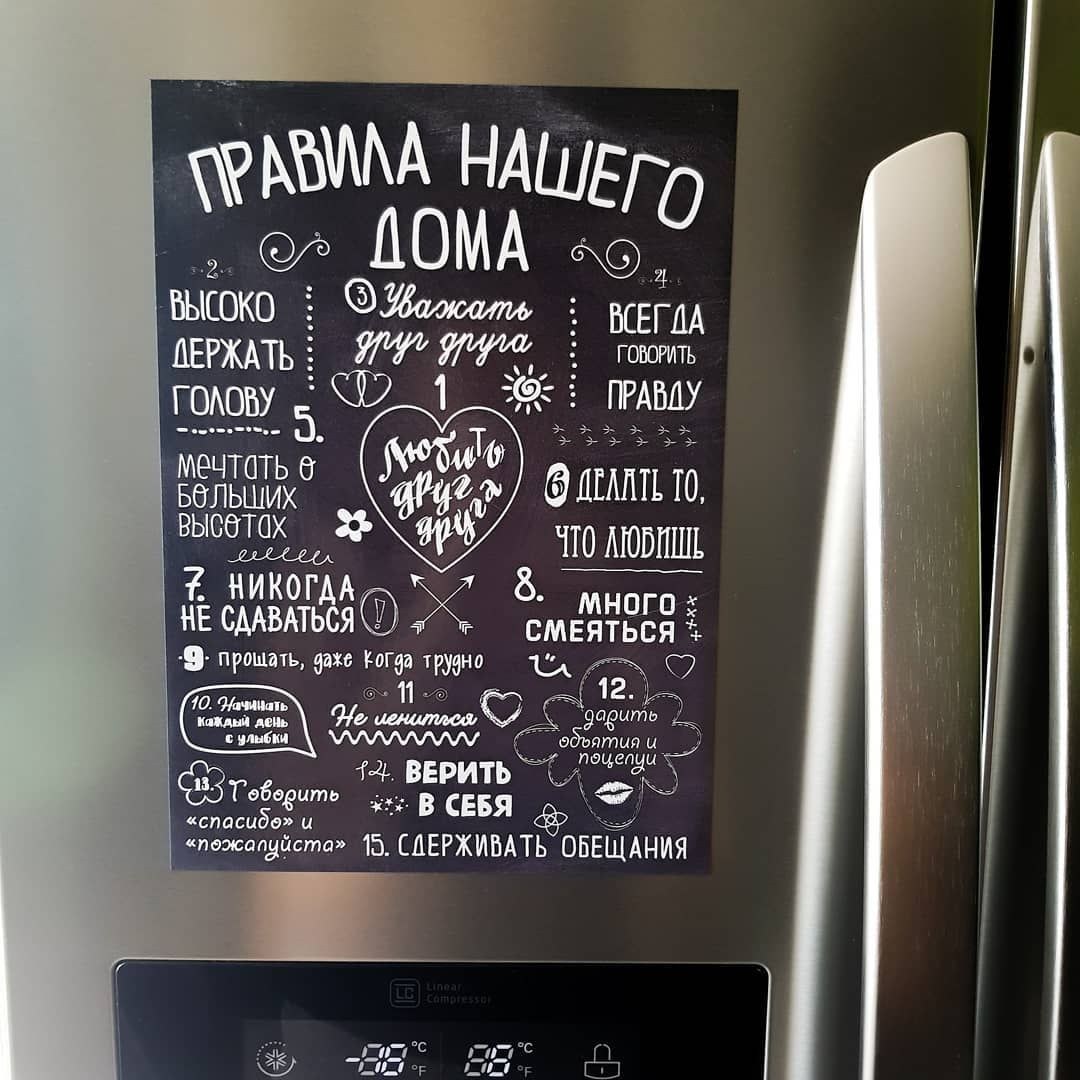 ПРАВИЛА НАШЕГО
ДОМА
2
ВЫСОКО
ДЕРЖАТЬ
ГОЛОВУ
3 Уважать
друг друга
4
ВСЕГДА
ГОВОРИТЬ
ПРАВДУ
1
Любить
друг
друга
5.
мечтать о
больших
высотах
6 ДЕЛАТЬ ТО,
ЧТО ЛЮБИШЬ
7. НИКОГДА
НЕ СДАВАТЬСЯ
!
8.
МНОГО
СМЕЯТЬСЯ
9. прощать, даже когда трудно
10. Начинать
каждый день
с улыбки
11
Не лениться
12.
дарить
объятия и
поцелуи
13. Говорить
«спасибо» и
«пожалуйста»
14. ВЕРИТЬ
В СЕБЯ
15. СДЕРЖИВАТЬ ОБЕЩАНИЯ
LC Linear
Compressor
-88 °C
°F
88 °C
°F